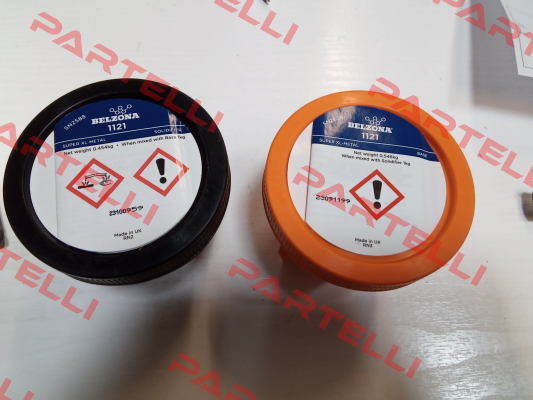 SN2588
BELZONA
1121
SUPER XL-METAL
Net weight 0.454kg • When mixed with Base 1kg
23100959
Made in UK
RN2
BELZONA
1121
SUPER XL-METAL
BASE
Net weight 0.546kg
When mixed with Solidifier 1kg
23091199
Made in UK
PARTELLI
PARTELLI
PARTELLI
PARTELLI
PARTELLI